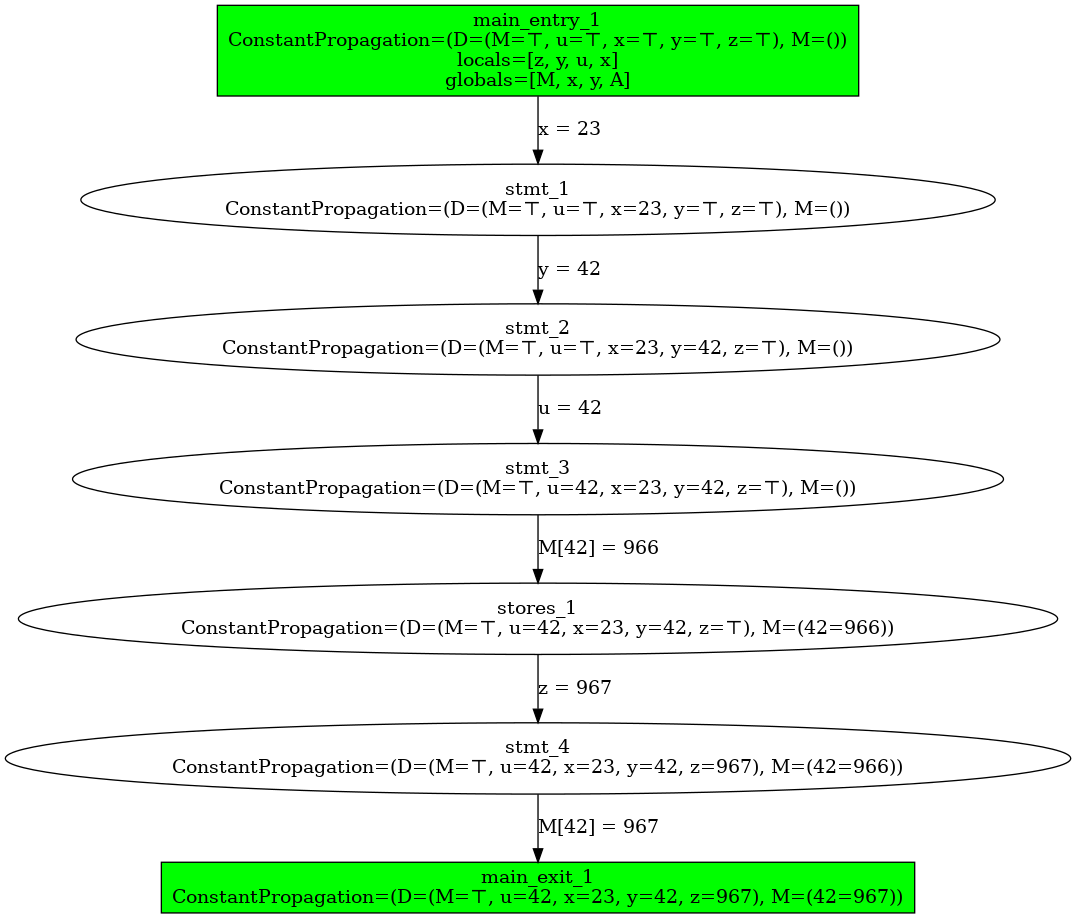 main_entry_1
ConstantPropagation=(D=(M=⊤, u=⊤, x=⊤, y=⊤, z=⊤), M=())
locals=[z, y, u, x]
globals=[M, x, y, A]
x = 23
stmt_1
ConstantPropagation=(D=(M=⊤, u=⊤, x=23, y=⊤, z=⊤), M=())
y = 42
stmt_2
ConstantPropagation=(D=(M=⊤, u=⊤, x=23, y=42, z=⊤), M=())
u = 42
stmt_3
ConstantPropagation=(D=(M=⊤, u=42, x=23, y=42, z=⊤), M=())
M[42] = 966
stores_1
ConstantPropagation=(D=(M=⊤, u=42, x=23, y=42, z=⊤), M=(42=966))
z = 967
stmt_4
ConstantPropagation=(D=(M=⊤, u=42, x=23, y=42, z=967), M=(42=966))
M[42] = 967
main_exit_1
ConstantPropagation=(D=(M=⊤, u=42, x=23, y=42, z=967), M=(42=967))